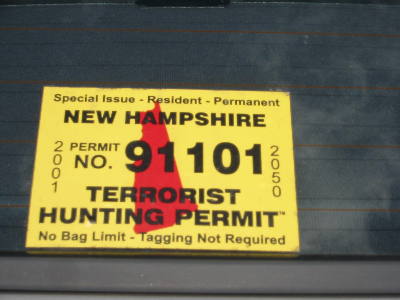 Special Issue - Resident - Permanent
NEW HAMPSHIRE
2001
PERMIT NO. 91101
2050
TERRORIST
HUNTING PERMIT™
No Bag Limit - Tagging Not Required